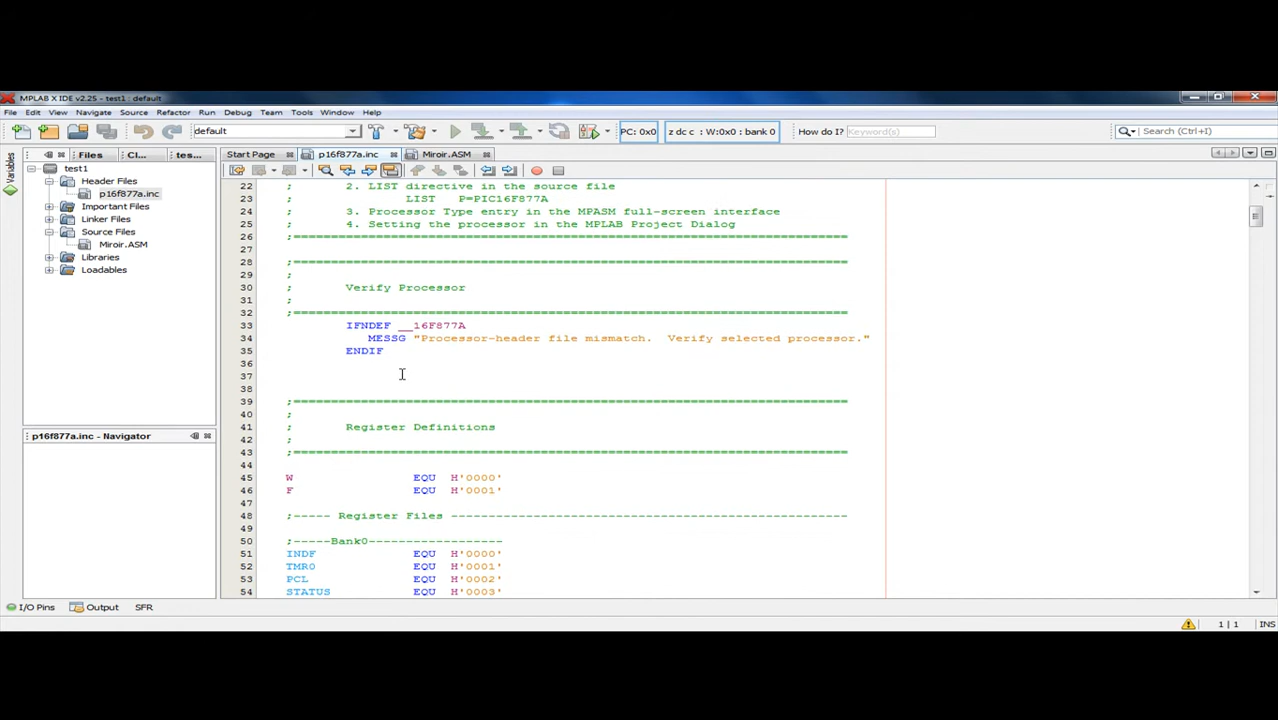 MPLAB X IDE v2.25 - test1 : default
File Edit View Navigate Source Refactor Run Debug Team Tools Window Help
default PC: 0x0 z dc c : W:0x0 : bank 0 How do I? Keyword(s) Search (Ctrl+I)
Variables
Files Cl... tes...
test1
Header Files
p16f877a.inc
Important Files
Linker Files
Source Files
Miroir.ASM
Libraries
Loadables
p16f877a.inc - Navigator
Start Page p16f877a.inc Miroir.ASM
22 ; 2. LIST directive in the source file
23 ; LIST P=PIC16F877A
24 ; 3. Processor Type entry in the MPASM full-screen interface
25 ; 4. Setting the processor in the MPLAB Project Dialog
26 ;==========================================================================
27
28 ;==========================================================================
29 ;
30 ; Verify Processor
31 ;
32 ;==========================================================================
33 IFNDEF __16F877A
34 MESSG "Processor-header file mismatch. Verify selected processor."
35 ENDIF
36
37
38
39 ;==========================================================================
40 ;
41 ; Register Definitions
42 ;
43 ;==========================================================================
44
45 W EQU H'0000'
46 F EQU H'0001'
47
48 ;----- Register Files -----------------------------------------------------
49
50 ;-----Bank0------------------
51 INDF EQU H'0000'
52 TMR0 EQU H'0001'
53 PCL EQU H'0002'
54 STATUS EQU H'0003'
I/O Pins Output SFR
1 | 1 INS